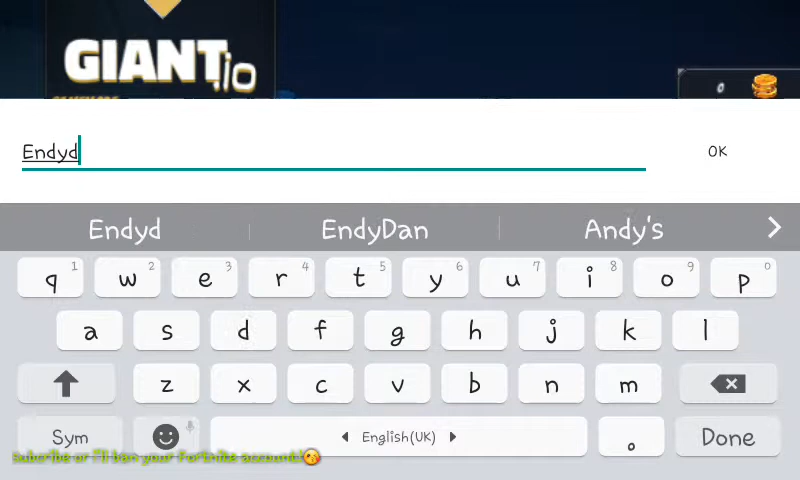 GIANT.io
0
Endyd
OK
Endyd EndyDan Andy's
q 1 w 2 e 3 r 4 t 5 y 6 u 7 i 8 o 9 p 0
a s d f g h j k l
z x c v b n m
Sym English(UK) . Done
Subcribe or I'll ban your Fortnite account!😘